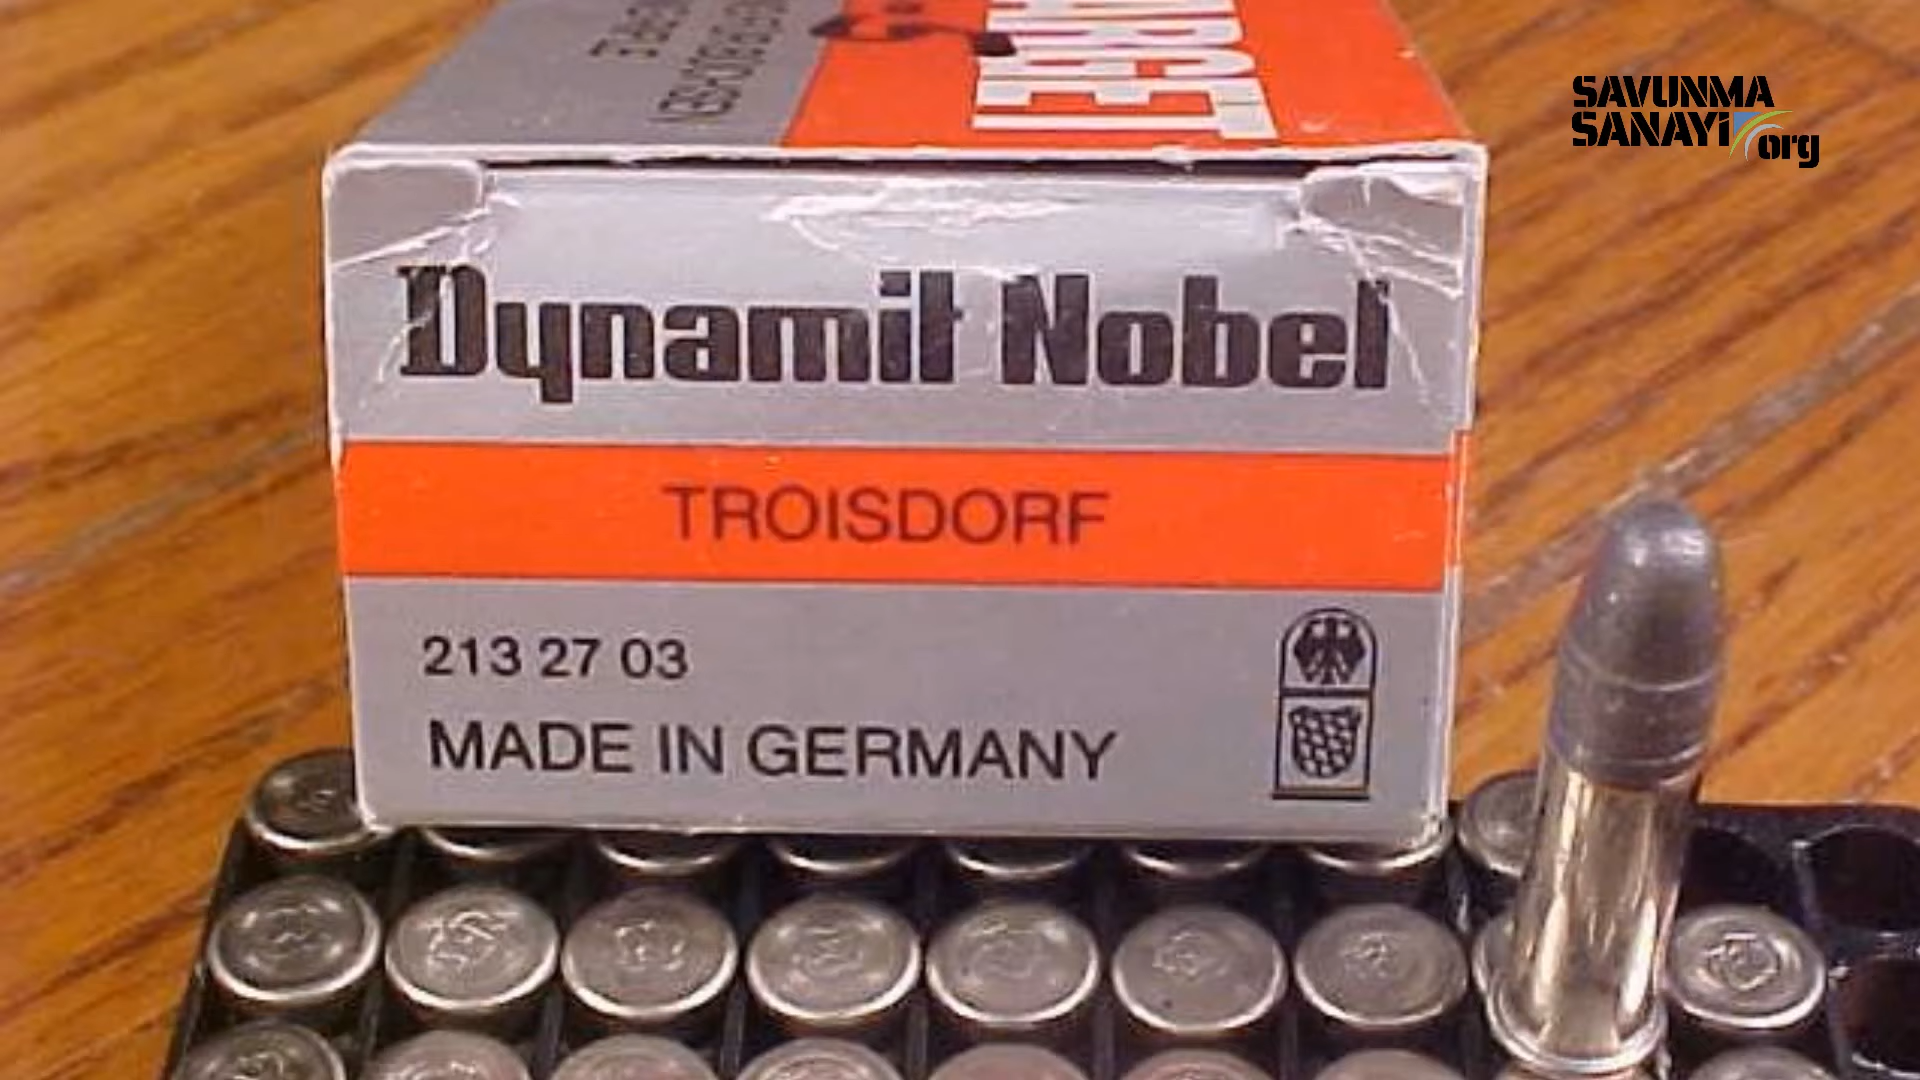 SAVUNMA
SANAYİ
org
Dynamit Nobel
TROISDORF
213 27 03
MADE IN GERMANY